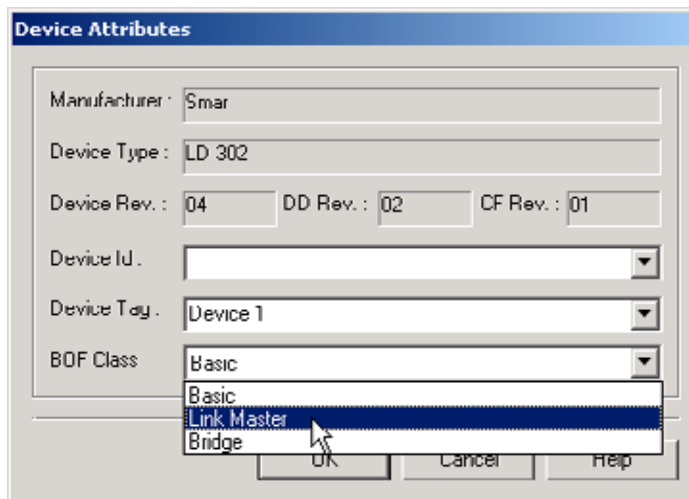 Device Attributes
Manufacturer : Smar
Device Type : LD 302
Device Rev. : 04 DD Rev. : 02 CF Rev. : 01
Device Id .
Device Tag . Device 1
BOF Class Basic
Basic
Link Master
Bridge
OK Cancel Help